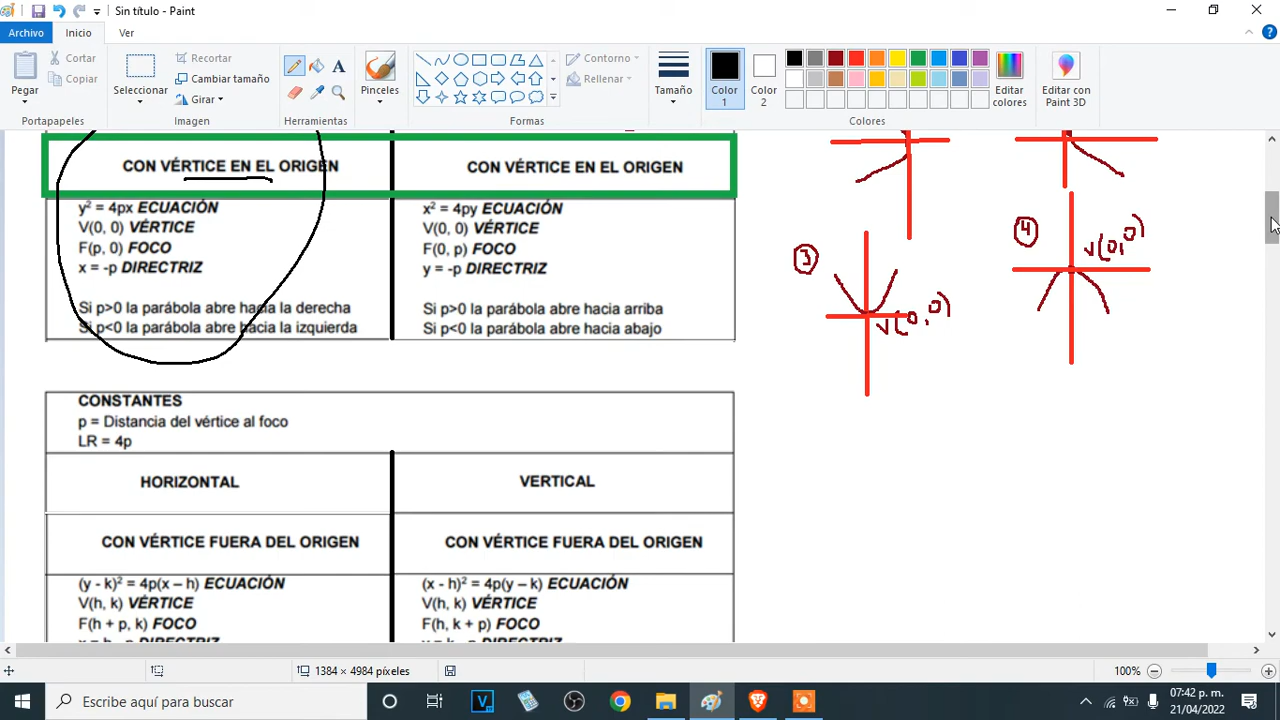 Sin título - Paint
Archivo Inicio Ver
Pegar
Cortar
Copiar
Portapapeles
Seleccionar
Recortar
Cambiar tamaño
Girar
Imagen
Herramientas
Pinceles
Contorno
Rellenar
Formas
Tamaño
Color 1
Color 2
Editar colores
Editar con Paint 3D
Colores
CON VÉRTICE EN EL ORIGEN
y² = 4px ECUACIÓN
V(0, 0) VÉRTICE
F(p, 0) FOCO
x = -p DIRECTRIZ
Si p>0 la parábola abre hacia la derecha
Si p<0 la parábola abre hacia la izquierda
CON VÉRTICE EN EL ORIGEN
x² = 4py ECUACIÓN
V(0, 0) VÉRTICE
F(0, p) FOCO
y = -p DIRECTRIZ
Si p>0 la parábola abre hacia arriba
Si p<0 la parábola abre hacia abajo
3
V(0,0)
4
V(0,0)
CONSTANTES
p = Distancia del vértice al foco
LR = 4p
HORIZONTAL
VERTICAL
CON VÉRTICE FUERA DEL ORIGEN
CON VÉRTICE FUERA DEL ORIGEN
(y - k)² = 4p(x – h) ECUACIÓN
V(h, k) VÉRTICE
F(h + p, k) FOCO
(x - h)² = 4p(y – k) ECUACIÓN
V(h, k) VÉRTICE
F(h, k + p) FOCO
1384 × 4984 píxeles
100%
Escribe aquí para buscar
07:42 p. m.
21/04/2022